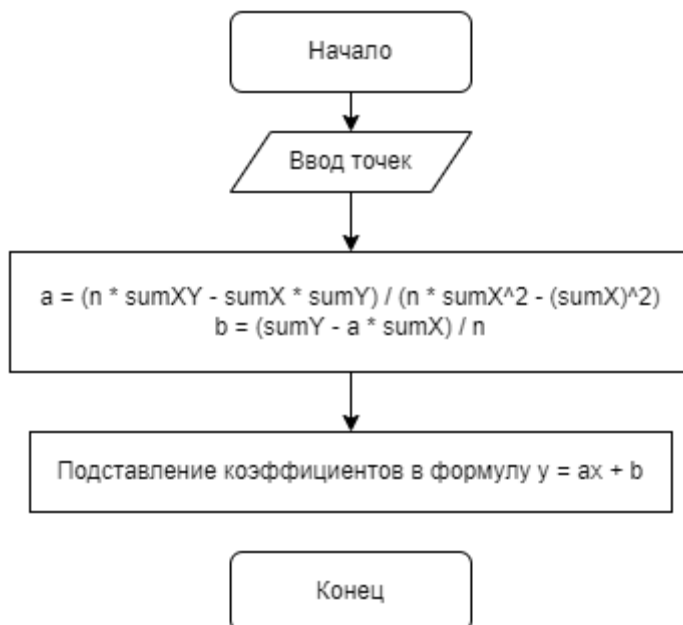 Начало
Ввод точек
a = (n * sumXY - sumX * sumY) / (n * sumX^2 - (sumX)^2)
b = (sumY - a * sumX) / n
Подставление коэффициентов в формулу y = ax + b
Конец